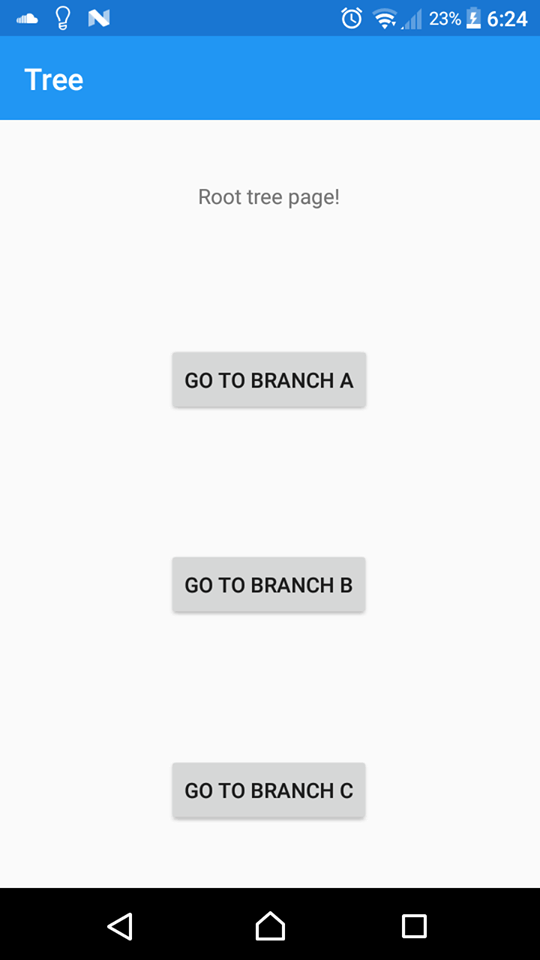 23% 6:24
Tree
Root tree page!
GO TO BRANCH A
GO TO BRANCH B
GO TO BRANCH C